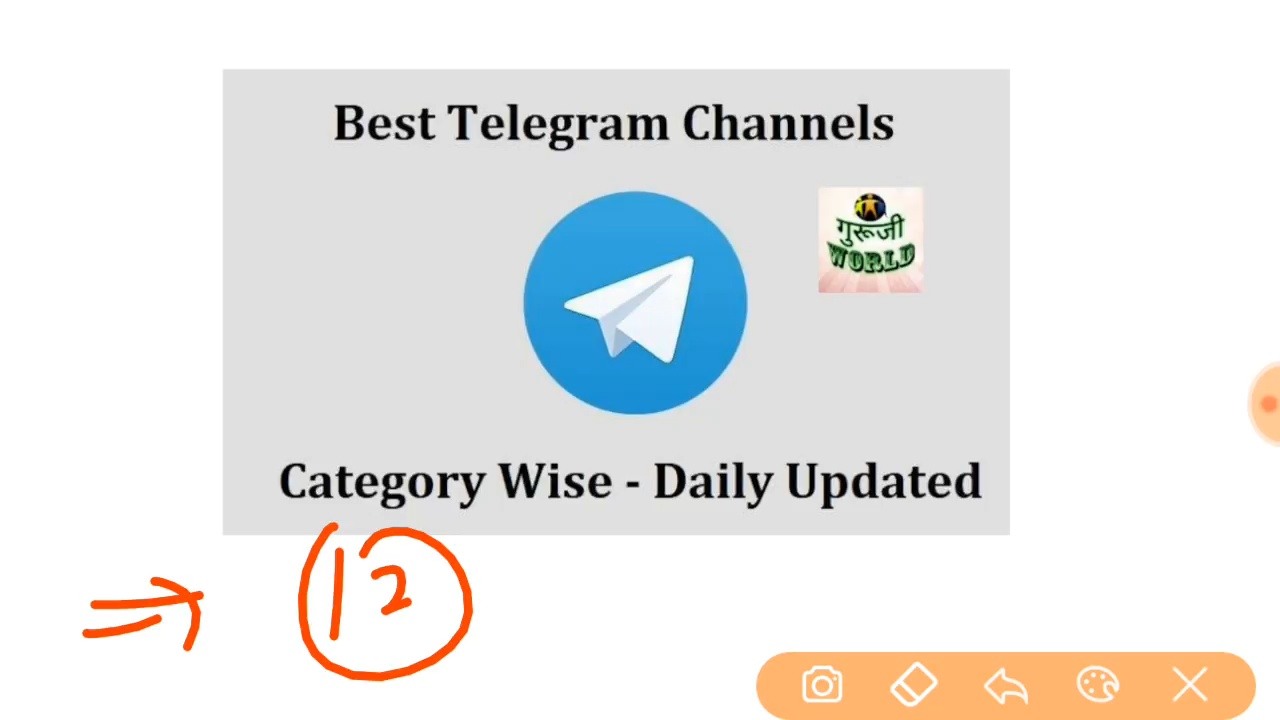 Best Telegram Channels
गुरूजी
WORLD
Category Wise - Daily Updated
12